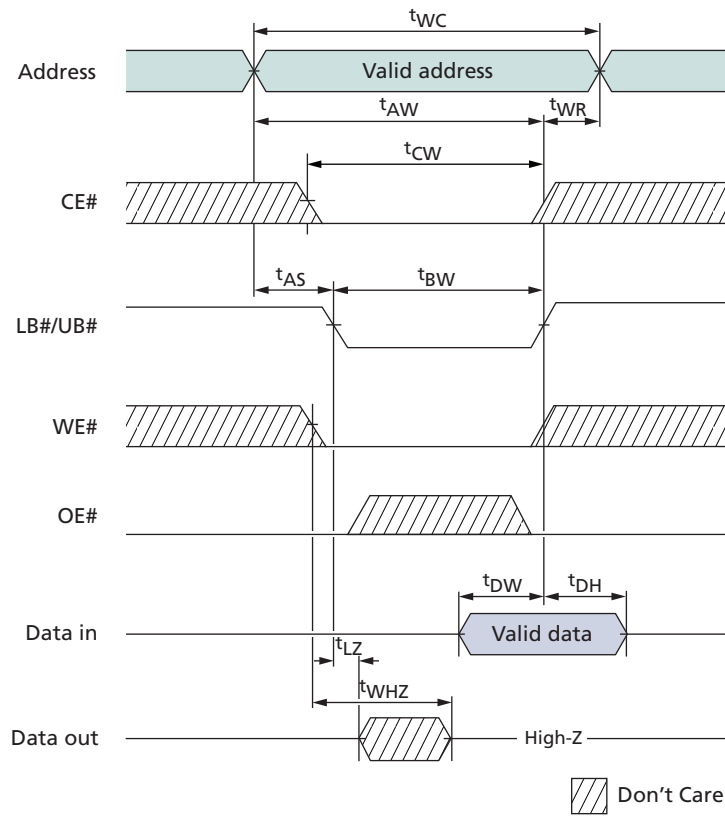 tWC
Address
Valid address
tAW
tWR
tCW
CE#
tAS
tBW
LB#/UB#
WE#
OE#
tDW
tDH
Data in
Valid data
tLZ
tWHZ
Data out
High-Z
Don't Care